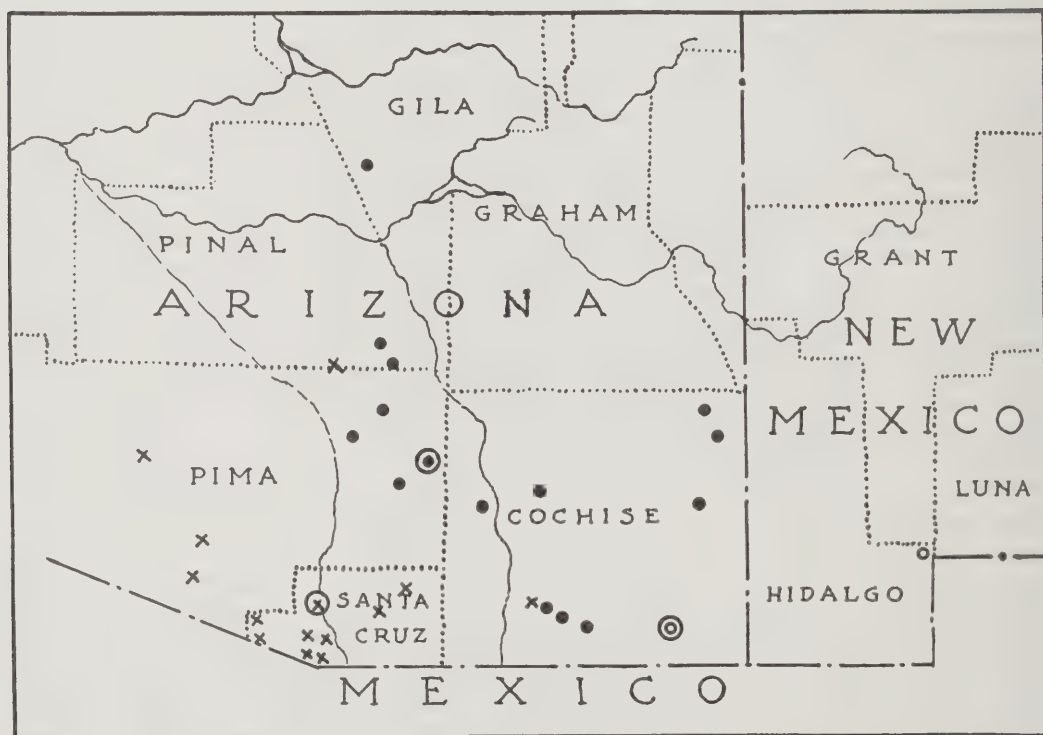 GILA
GRAHAM
PINAL
GRANT
ARIZONA
NEW
MEXICO
PIMA
LUNA
COCHISE
HIDALGO
SANTA
CRUZ
MEXICO